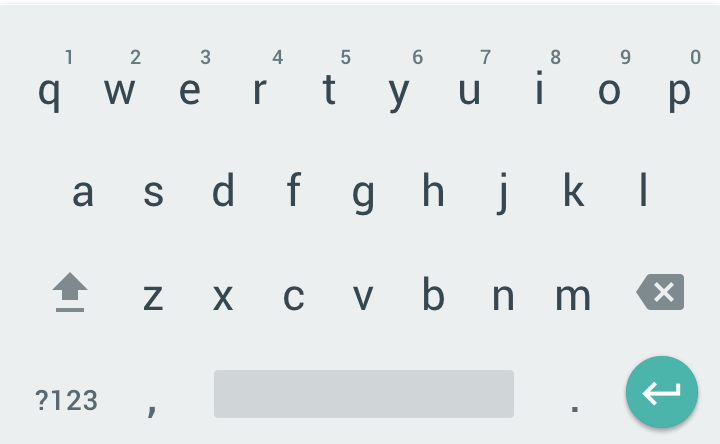 1 2 3 4 5 6 7 8 9 0
q w e r t y u i o p
a s d f g h j k l
z x c v b n m
?123 , .